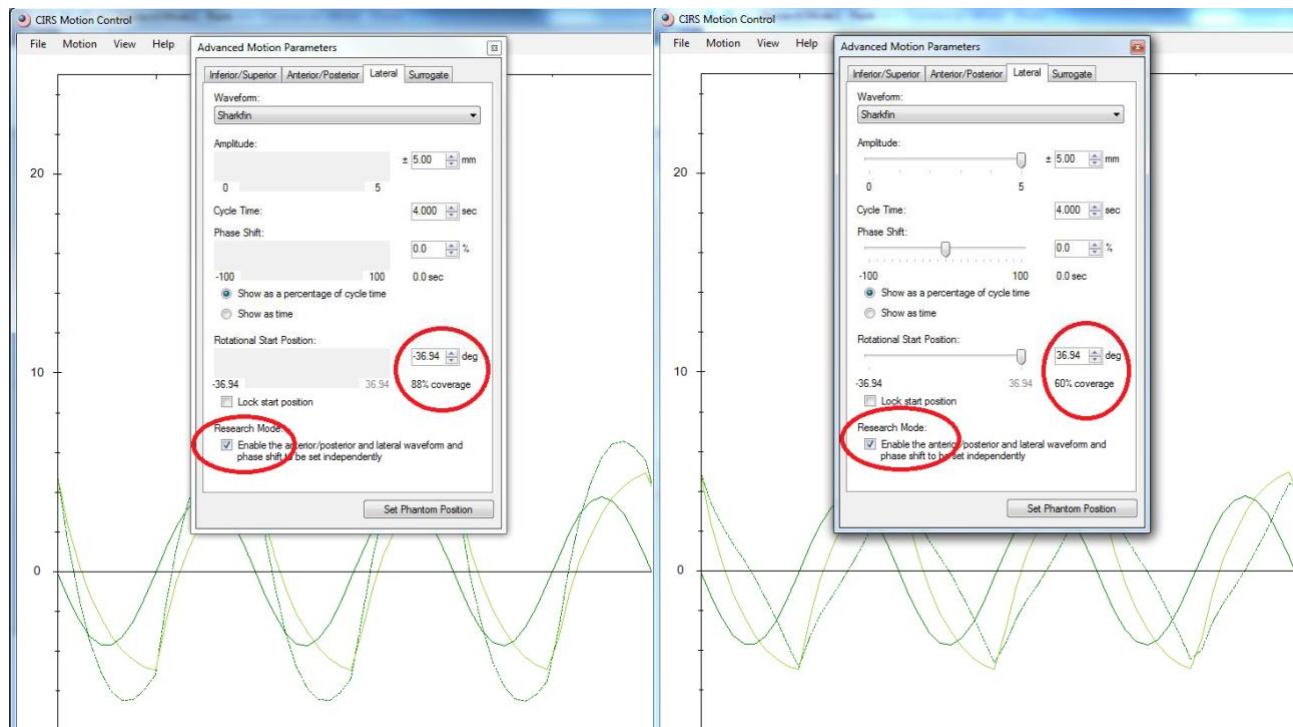 CIRS Motion Control
File Motion View Help
Advanced Motion Parameters
Inferior/Superior Anterior/Posterior Lateral Surrogate
Waveform:
Sharkfin
Amplitude:
± 5.00 mm
0 5
Cycle Time: 4.000 sec
Phase Shift:
0.0 %
-100 100 0.0 sec
Show as a percentage of cycle time
Show as time
Rotational Start Position:
-36.94 deg
-36.94 36.94 88% coverage
Lock start position
Research Mode:
Enable the anterior/posterior and lateral waveform and
phase shift to be set independently
Set Phantom Position
20
10
0
CIRS Motion Control
File Motion View Help
Advanced Motion Parameters
Inferior/Superior Anterior/Posterior Lateral Surrogate
Waveform:
Sharkfin
Amplitude:
± 5.00 mm
0 5
Cycle Time: 4.000 sec
Phase Shift:
0.0 %
-100 100 0.0 sec
Show as a percentage of cycle time
Show as time
Rotational Start Position:
36.94 deg
-36.94 36.94 60% coverage
Lock start position
Research Mode:
Enable the anterior/posterior and lateral waveform and
phase shift to be set independently
Set Phantom Position
20
10
0